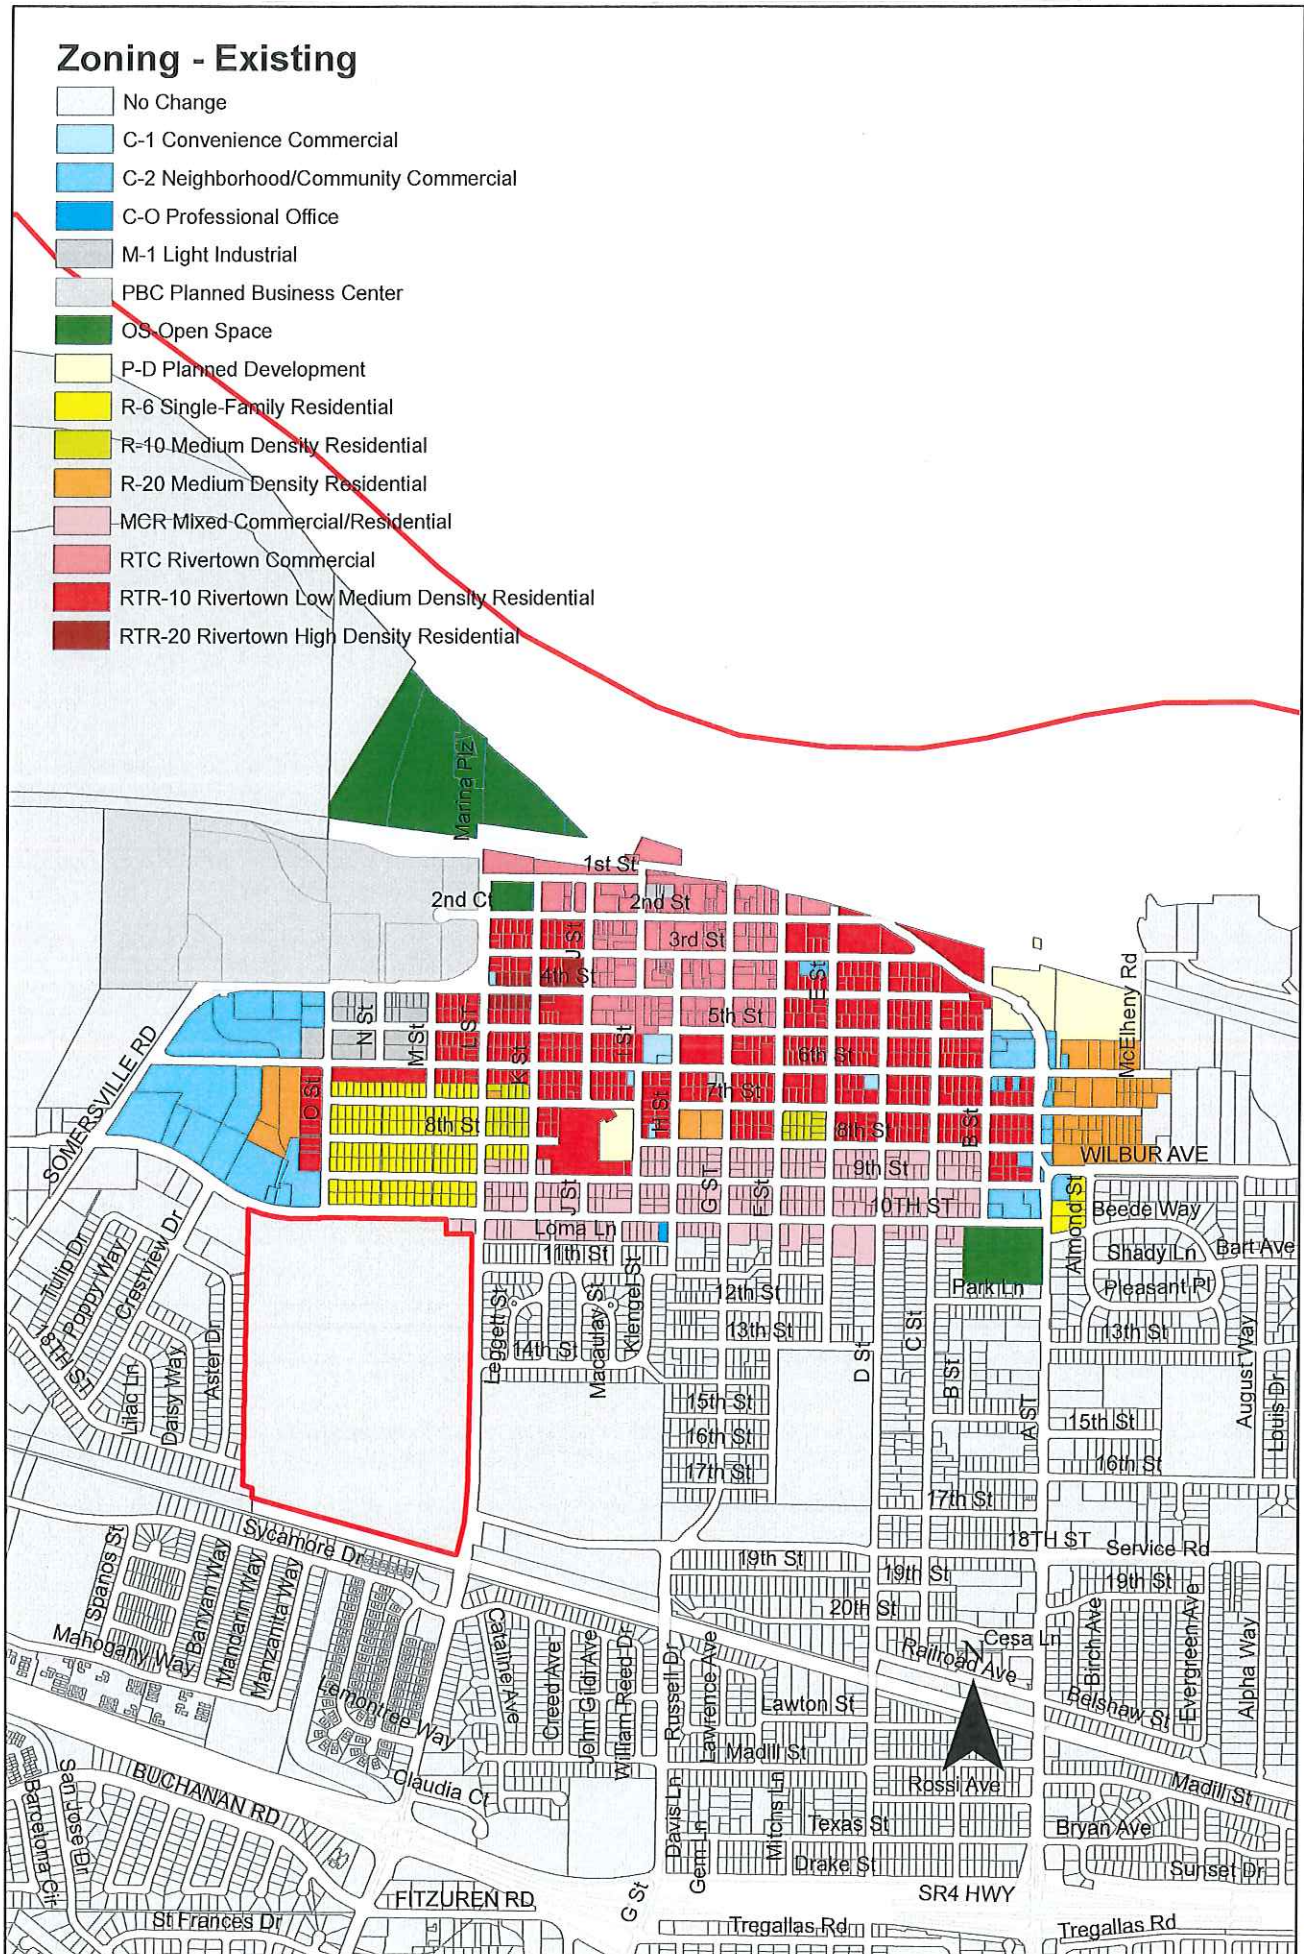 Zoning - Existing
No Change
C-1 Convenience Commercial
C-2 Neighborhood/Community Commercial
C-O Professional Office
M-1 Light Industrial
PBC Planned Business Center
OS-Open Space
P-D Planned Development
R-6 Single-Family Residential
R-10 Medium Density Residential
R-20 Medium Density Residential
MCR Mixed Commercial/Residential
RTC Rivertown Commercial
RTR-10 Rivertown Low Medium Density Residential
RTR-20 Rivertown High Density Residential
Marina Plz
1st St
2nd Ct
2nd St
J St
3rd St
4th St
E St
McElheny Rd
N St
M St
L ST
I St
5th St
K St
6th St
SOMERSVILLE RD
O St
7th St
H St
8th St
8th St
B St
9th St
WILBUR AVE
J St
G ST
F St
10TH ST
Almond St
Beede Way
Loma Ln
11th St
Shady Ln
Bart Ave
Tulip Dr
Poppy Way
Crestview Dr
Klengel St
12th St
Park Ln
Pleasant Pl
13th St
13th St
Leggett St
Macaulay St
14th St
18TH ST
Lilac Ln
Daisy Way
Aster Dr
D St
C St
B St
A ST
August Way
Louis Dr
15th St
15th St
16th St
16th St
17th St
17th St
18TH ST
Service Rd
Sycamore Dr
19th St
19th St
19th St
Spanos St
Banyam Way
Mandarin Way
Manzanita Way
20th St
Cesa Ln
Railroad Ave
N
Birch Ave
Evergreen Ave
Alpha Way
Mahogany Way
Cataline Ave
Creed Ave
John Gildi Ave
William Reed Dr
Russell Dr
Lawrence Ave
Lawton St
Belshaw St
Lemontree Way
Madill St
Claudia Ct
Rossi Ave
Madill St
BUCHANAN RD
San Jose Dr
Barcelona Cir
Davis Ln
Gem Ln
Mitchs Ln
Texas St
Bryan Ave
Drake St
Sunset Dr
FITZUREN RD
G St
SR4 HWY
St Frances Dr
Tregallas Rd
Tregallas Rd